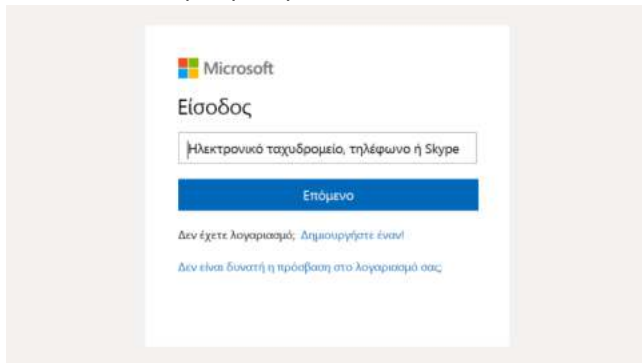 Microsoft
Είσοδος
Ηλεκτρονικό ταχυδρομείο, τηλέφωνο ή Skype
Επόμενο
Δεν έχετε λογαριασμό; Δημιουργήστε έναν!
Δεν είναι δυνατή η πρόσβαση στο λογαριασμό σας;